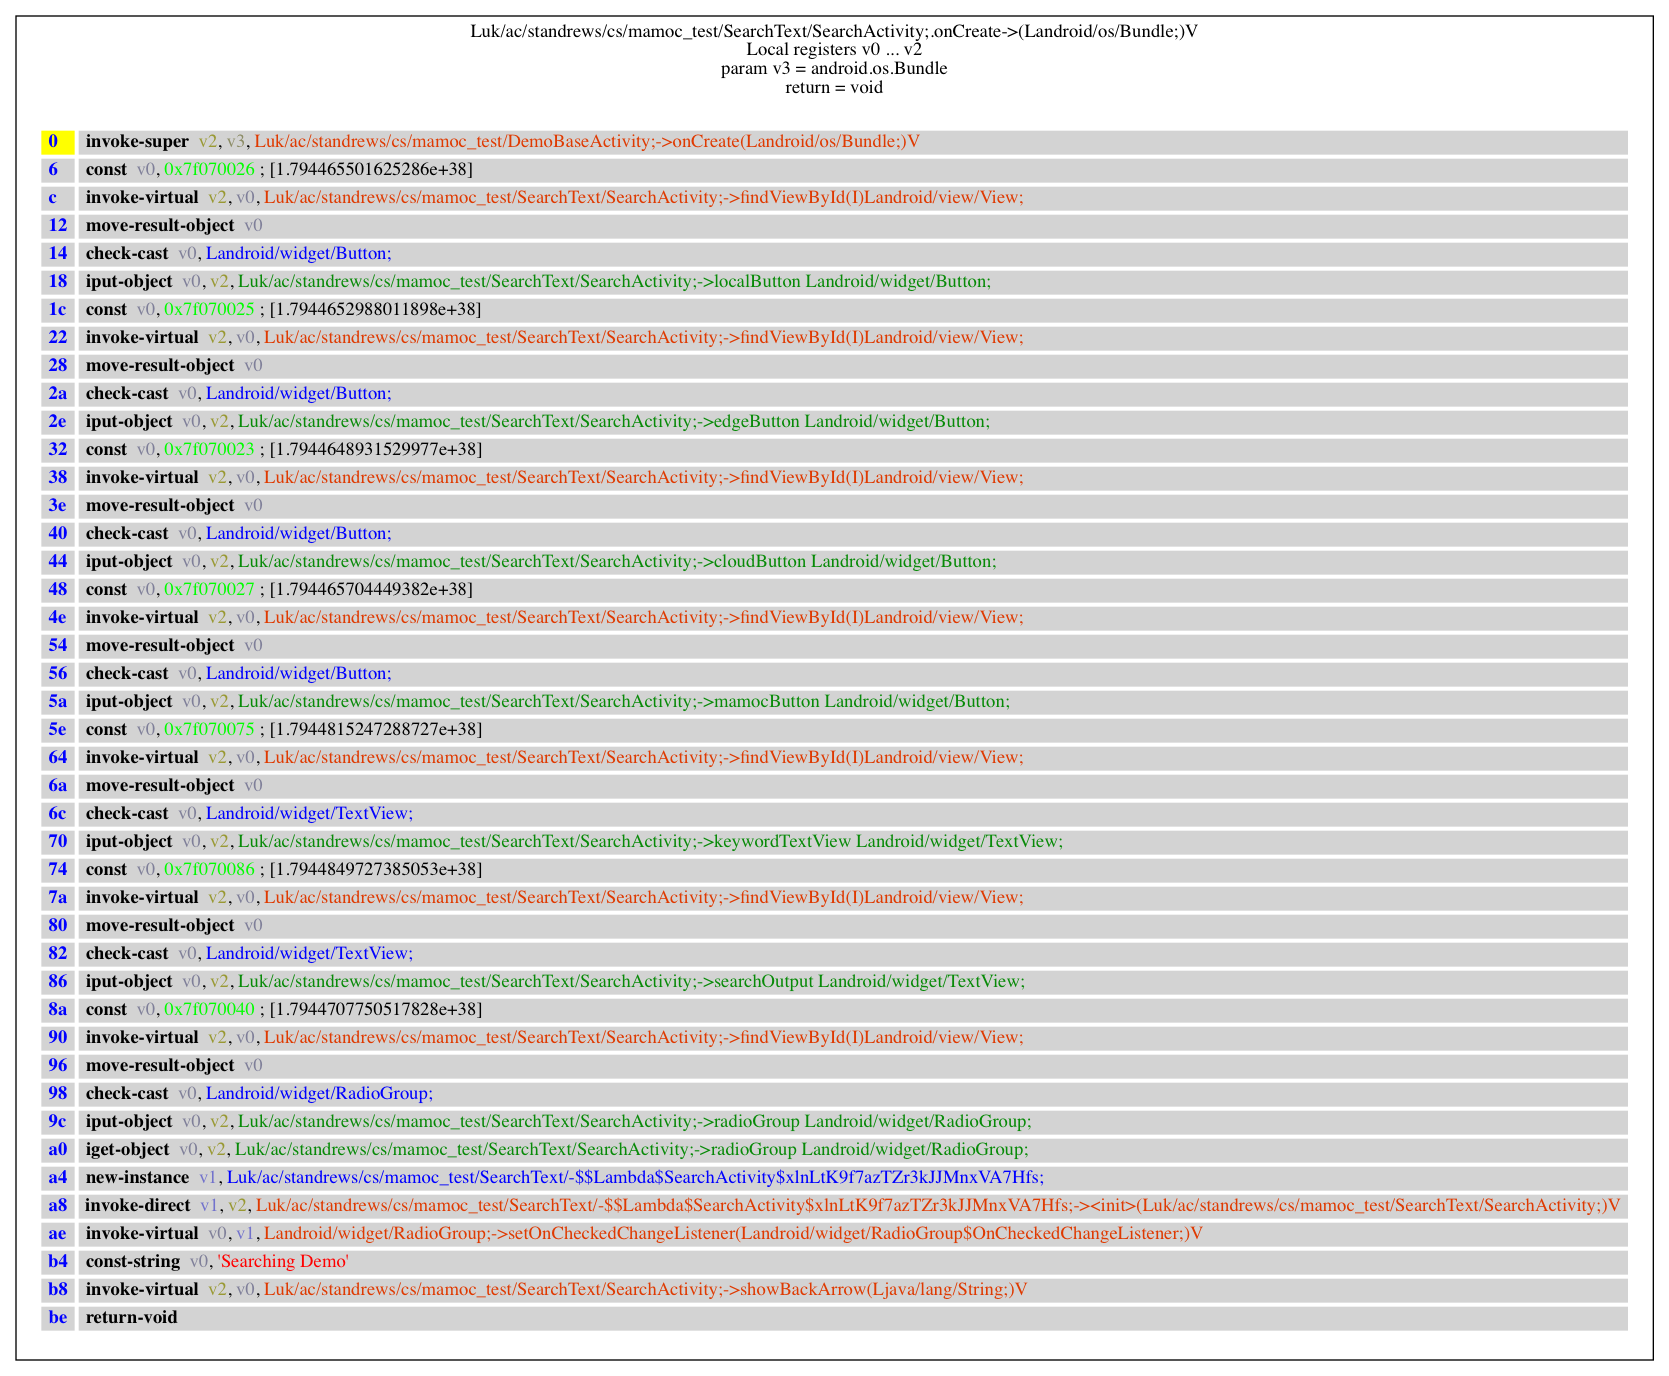 Luk/ac/standrews/cs/mamoc_test/SearchText/SearchActivity;.onCreate->(Landroid/os/Bundle;)V
Local registers v0 ... v2
param v3 = android.os.Bundle
return = void
0 invoke-super v2, v3, Luk/ac/standrews/cs/mamoc_test/DemoBaseActivity;->onCreate(Landroid/os/Bundle;)V
6 const v0, 0x7f070026 ; [1.794465501625286e+38]
c invoke-virtual v2, v0, Luk/ac/standrews/cs/mamoc_test/SearchText/SearchActivity;->findViewById(I)Landroid/view/View;
12 move-result-object v0
14 check-cast v0, Landroid/widget/Button;
18 iput-object v0, v2, Luk/ac/standrews/cs/mamoc_test/SearchText/SearchActivity;->localButton Landroid/widget/Button;
1c const v0, 0x7f070025 ; [1.7944652988011898e+38]
22 invoke-virtual v2, v0, Luk/ac/standrews/cs/mamoc_test/SearchText/SearchActivity;->findViewById(I)Landroid/view/View;
28 move-result-object v0
2a check-cast v0, Landroid/widget/Button;
2e iput-object v0, v2, Luk/ac/standrews/cs/mamoc_test/SearchText/SearchActivity;->edgeButton Landroid/widget/Button;
32 const v0, 0x7f070023 ; [1.7944648931529977e+38]
38 invoke-virtual v2, v0, Luk/ac/standrews/cs/mamoc_test/SearchText/SearchActivity;->findViewById(I)Landroid/view/View;
3e move-result-object v0
40 check-cast v0, Landroid/widget/Button;
44 iput-object v0, v2, Luk/ac/standrews/cs/mamoc_test/SearchText/SearchActivity;->cloudButton Landroid/widget/Button;
48 const v0, 0x7f070027 ; [1.794465704449382e+38]
4e invoke-virtual v2, v0, Luk/ac/standrews/cs/mamoc_test/SearchText/SearchActivity;->findViewById(I)Landroid/view/View;
54 move-result-object v0
56 check-cast v0, Landroid/widget/Button;
5a iput-object v0, v2, Luk/ac/standrews/cs/mamoc_test/SearchText/SearchActivity;->mamocButton Landroid/widget/Button;
5e const v0, 0x7f070075 ; [1.7944815247288727e+38]
64 invoke-virtual v2, v0, Luk/ac/standrews/cs/mamoc_test/SearchText/SearchActivity;->findViewById(I)Landroid/view/View;
6a move-result-object v0
6c check-cast v0, Landroid/widget/TextView;
70 iput-object v0, v2, Luk/ac/standrews/cs/mamoc_test/SearchText/SearchActivity;->keywordTextView Landroid/widget/TextView;
74 const v0, 0x7f070086 ; [1.7944849727385053e+38]
7a invoke-virtual v2, v0, Luk/ac/standrews/cs/mamoc_test/SearchText/SearchActivity;->findViewById(I)Landroid/view/View;
80 move-result-object v0
82 check-cast v0, Landroid/widget/TextView;
86 iput-object v0, v2, Luk/ac/standrews/cs/mamoc_test/SearchText/SearchActivity;->searchOutput Landroid/widget/TextView;
8a const v0, 0x7f070040 ; [1.7944707750517828e+38]
90 invoke-virtual v2, v0, Luk/ac/standrews/cs/mamoc_test/SearchText/SearchActivity;->findViewById(I)Landroid/view/View;
96 move-result-object v0
98 check-cast v0, Landroid/widget/RadioGroup;
9c iput-object v0, v2, Luk/ac/standrews/cs/mamoc_test/SearchText/SearchActivity;->radioGroup Landroid/widget/RadioGroup;
a0 iget-object v0, v2, Luk/ac/standrews/cs/mamoc_test/SearchText/SearchActivity;->radioGroup Landroid/widget/RadioGroup;
a4 new-instance v1, Luk/ac/standrews/cs/mamoc_test/SearchText/-$$Lambda$SearchActivity$xlnLtK9f7azTZr3kJJMnxVA7Hfs;
a8 invoke-direct v1, v2, Luk/ac/standrews/cs/mamoc_test/SearchText/-$$Lambda$SearchActivity$xlnLtK9f7azTZr3kJJMnxVA7Hfs;-><init>(Luk/ac/standrews/cs/mamoc_test/SearchText/SearchActivity;)V
ae invoke-virtual v0, v1, Landroid/widget/RadioGroup;->setOnCheckedChangeListener(Landroid/widget/RadioGroup$OnCheckedChangeListener;)V
b4 const-string v0, 'Searching Demo'
b8 invoke-virtual v2, v0, Luk/ac/standrews/cs/mamoc_test/SearchText/SearchActivity;->showBackArrow(Ljava/lang/String;)V
be return-void